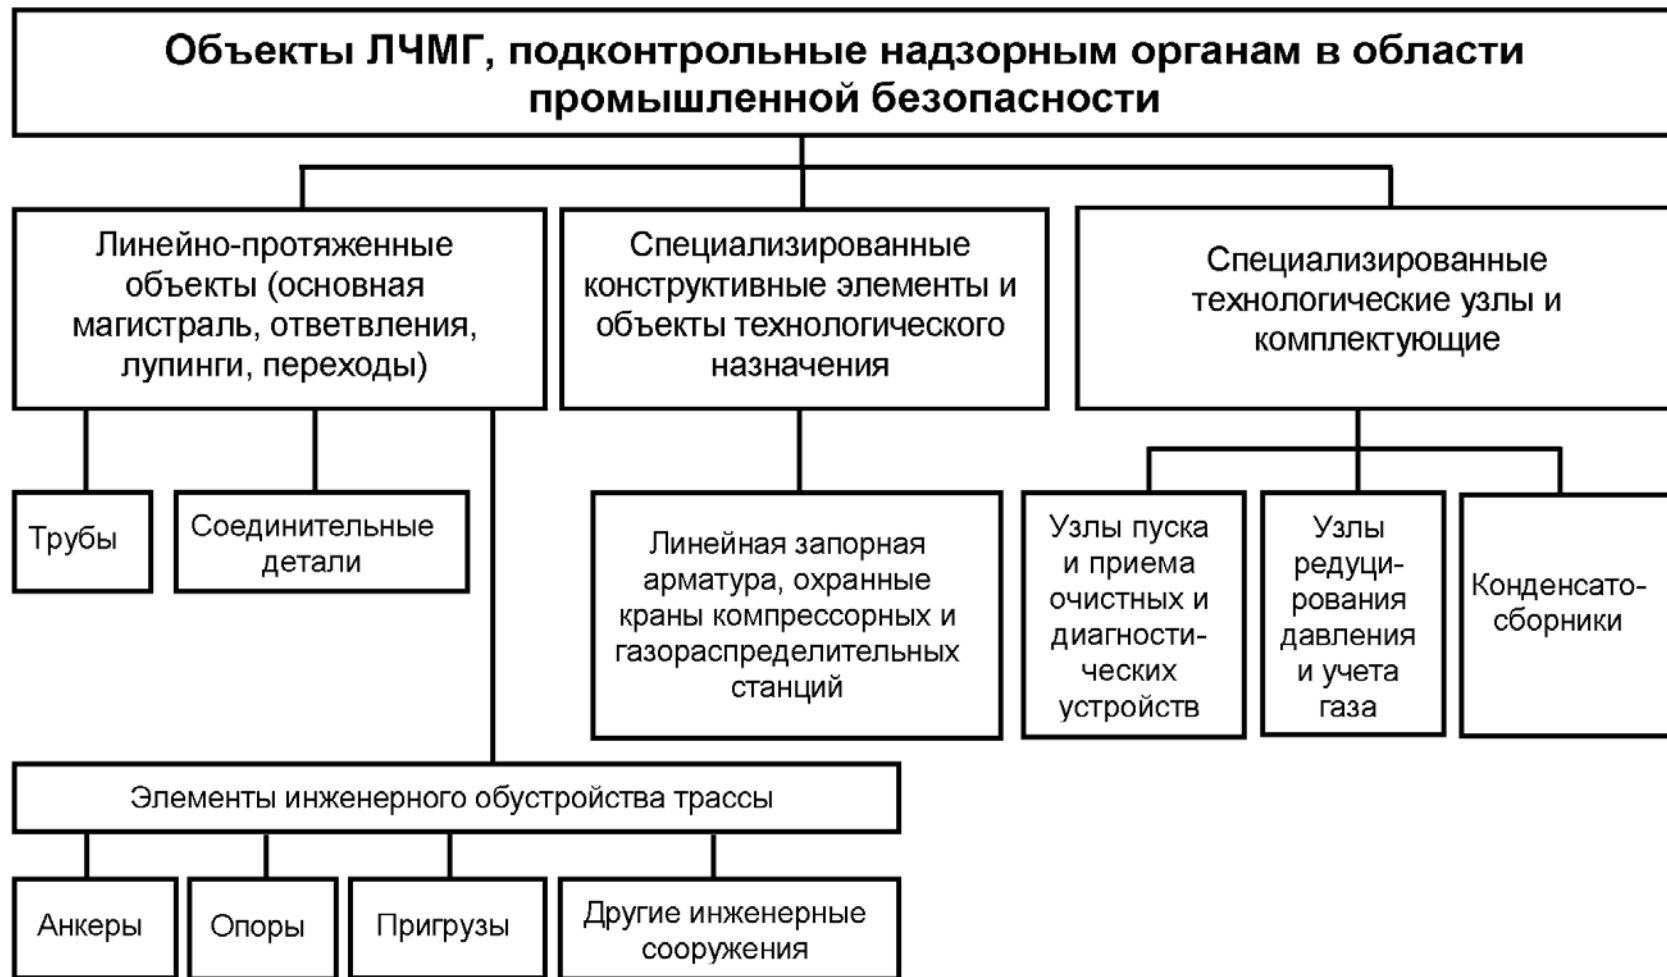 Объекты ЛЧМГ, подконтрольные надзорным органам в области
промышленной безопасности
Линейно-протяженные
объекты (основная
магистраль, ответвления,
лупинги, переходы)
Специализированные
конструктивные элементы и
объекты технологического
назначения
Специализированные
технологические узлы и
комплектующие
Трубы
Соединительные
детали
Линейная запорная
арматура, охранные
краны компрессорных и
газораспределительных
станций
Узлы пуска
и приема
очистных и
диагности-
ческих
устройств
Узлы
редуци-
рования
давления
и учета
газа
Конденсато-
сборники
Элементы инженерного обустройства трассы
Анкеры
Опоры
Пригрузы
Другие инженерные
сооружения